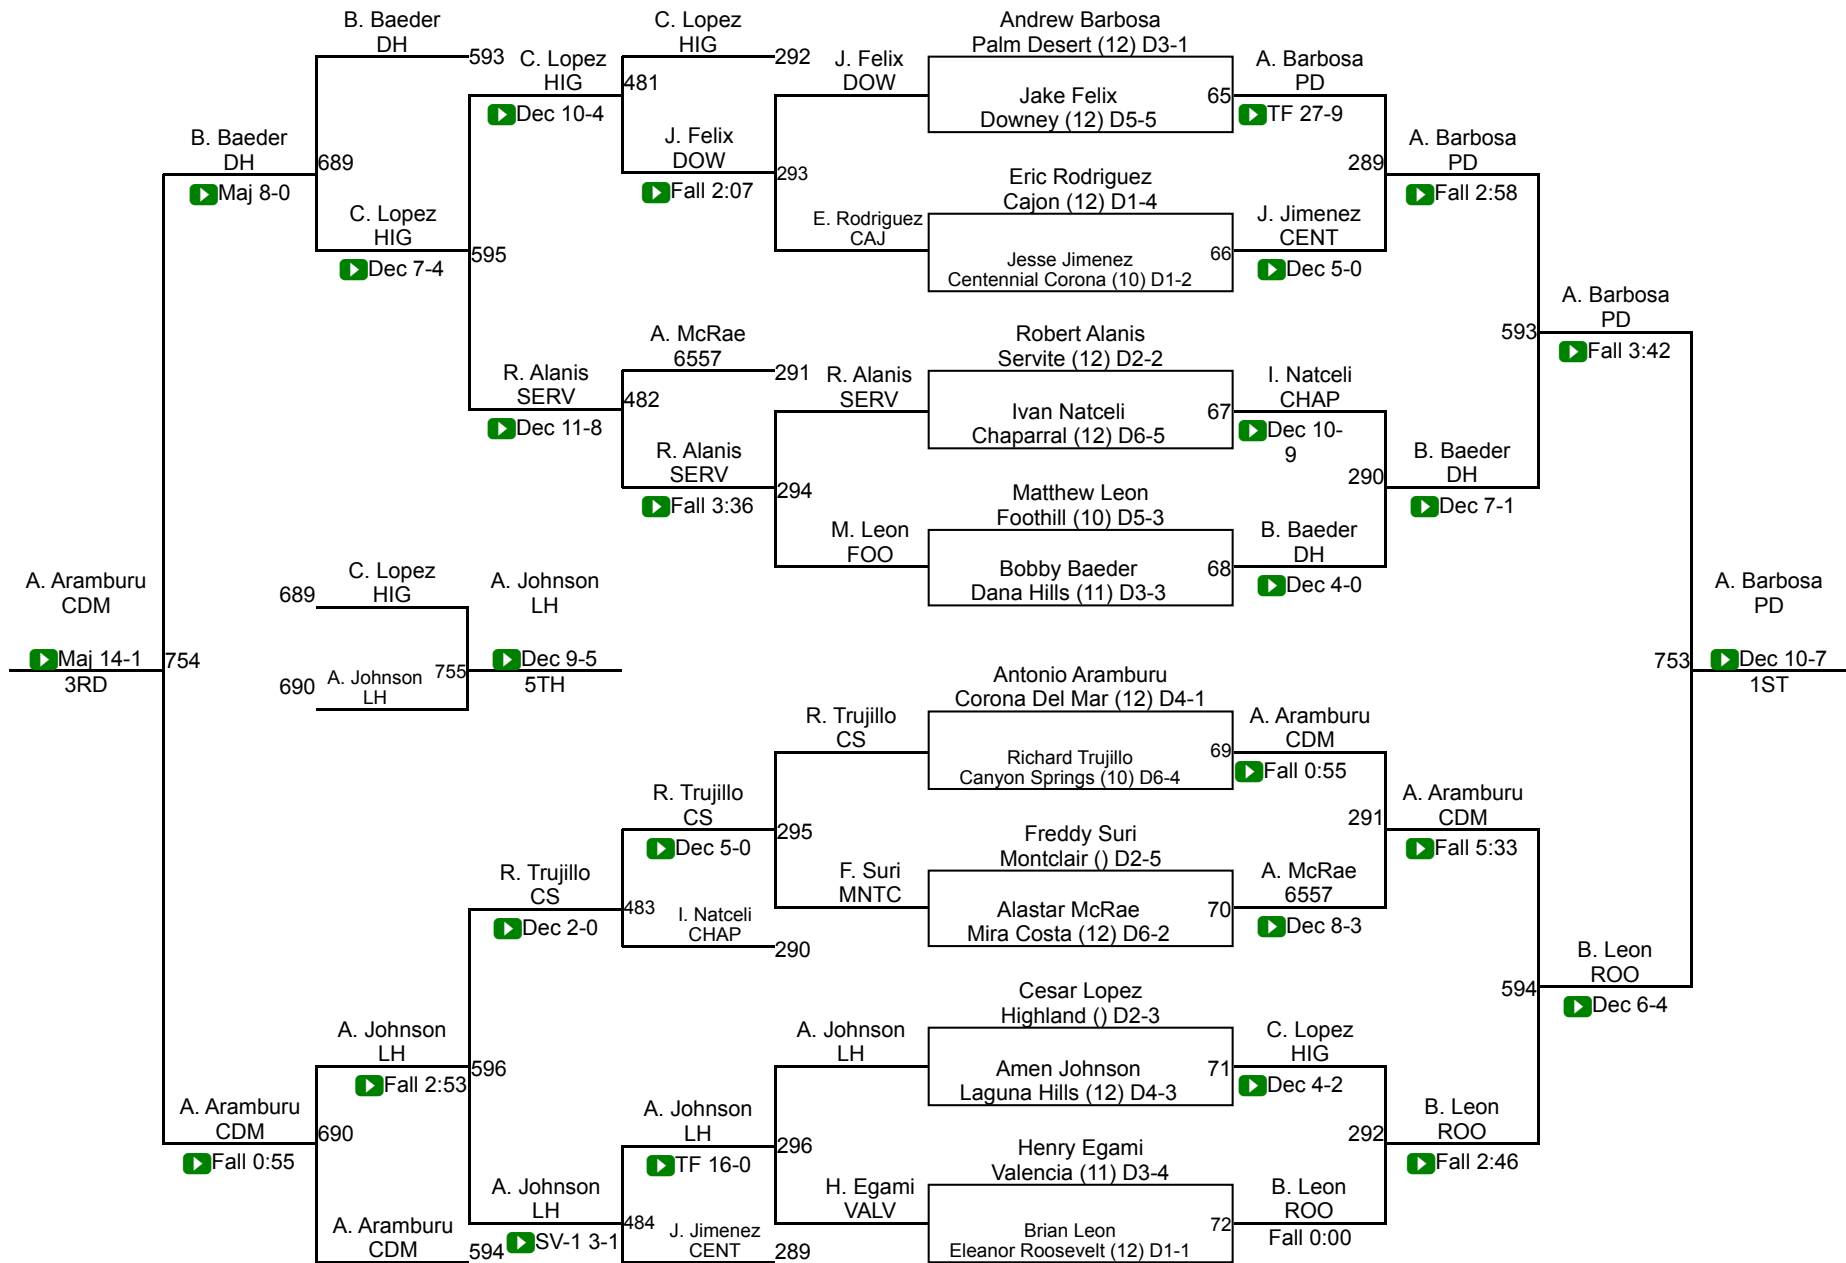 B. Baeder
DH
593
C. Lopez
HIG
Dec 10-4
C. Lopez
HIG
292
481
J. Felix
DOW
Andrew Barbosa
Palm Desert (12) D3-1
Jake Felix
Downey (12) D5-5
65
A. Barbosa
PD
TF 27-9
B. Baeder
DH
Maj 8-0
689
J. Felix
DOW
Fall 2:07
293
289
A. Barbosa
PD
Fall 2:58
C. Lopez
HIG
Dec 7-4
595
E. Rodriguez
CAJ
Eric Rodriguez
Cajon (12) D1-4
Jesse Jimenez
Centennial Corona (10) D1-2
66
J. Jimenez
CENT
Dec 5-0
593
A. Barbosa
PD
Fall 3:42
R. Alanis
SERV
Dec 11-8
A. McRae
6557
291
482
R. Alanis
SERV
Robert Alanis
Servite (12) D2-2
Ivan Natceli
Chaparral (12) D6-5
67
I. Natceli
CHAP
Dec 10-
9
R. Alanis
SERV
Fall 3:36
294
290
B. Baeder
DH
Dec 7-1
M. Leon
FOO
Matthew Leon
Foothill (10) D5-3
Bobby Baeder
Dana Hills (11) D3-3
68
B. Baeder
DH
Dec 4-0
A. Aramburu
CDM
Maj 14-1
3RD
754
689
C. Lopez
HIG
690
A. Johnson
LH
755
A. Johnson
LH
Dec 9-5
5TH
753
A. Barbosa
PD
Dec 10-7
1ST
R. Trujillo
CS
Antonio Aramburu
Corona Del Mar (12) D4-1
Richard Trujillo
Canyon Springs (10) D6-4
69
A. Aramburu
CDM
Fall 0:55
R. Trujillo
CS
Dec 5-0
295
291
A. Aramburu
CDM
Fall 5:33
R. Trujillo
CS
Dec 2-0
483
I. Natceli
CHAP
290
F. Suri
MNTC
Freddy Suri
Montclair () D2-5
Alastar McRae
Mira Costa (12) D6-2
70
A. McRae
6557
Dec 8-3
594
B. Leon
ROO
Dec 6-4
A. Johnson
LH
Fall 2:53
596
A. Johnson
LH
Cesar Lopez
Highland () D2-3
Amen Johnson
Laguna Hills (12) D4-3
71
C. Lopez
HIG
Dec 4-2
A. Aramburu
CDM
Fall 0:55
690
A. Johnson
LH
TF 16-0
296
292
B. Leon
ROO
Fall 2:46
A. Johnson
LH
SV-1 3-1
484
H. Egami
VALV
Henry Egami
Valencia (11) D3-4
Brian Leon
Eleanor Roosevelt (12) D1-1
72
B. Leon
ROO
Fall 0:00
A. Aramburu
CDM
594
J. Jimenez
CENT
289